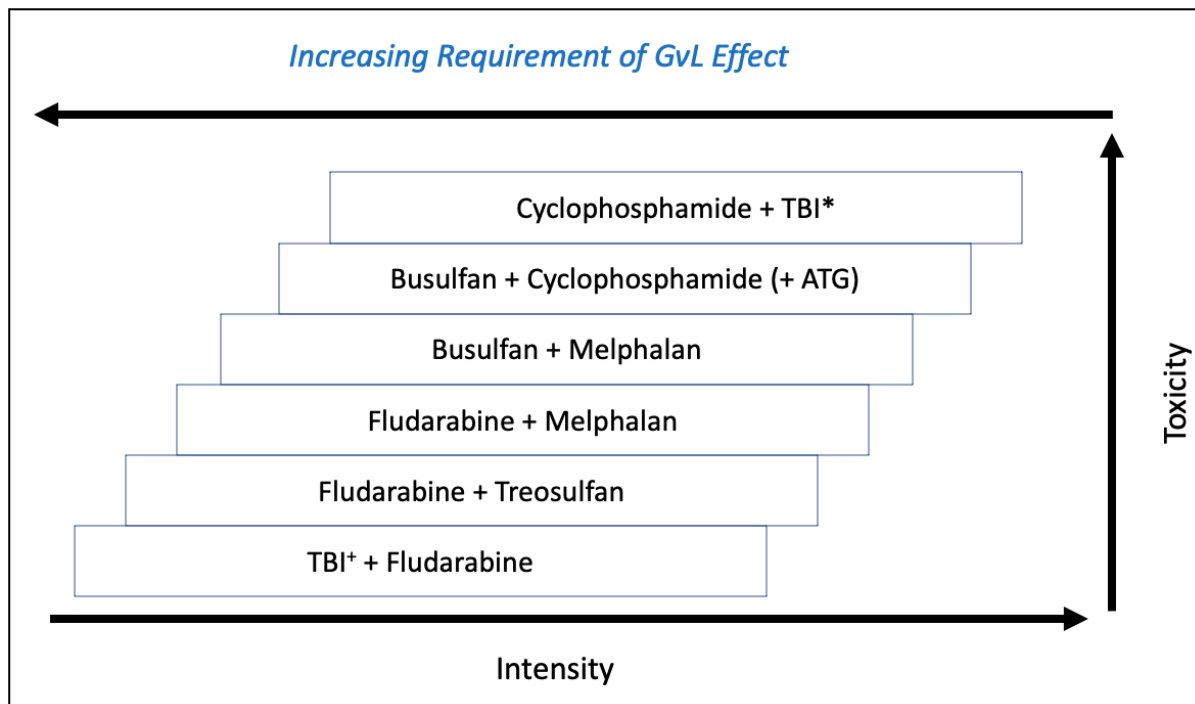 Increasing Requirement of GvL Effect
Cyclophosphamide + TBI*
Busulfan + Cyclophosphamide (+ ATG)
Busulfan + Melphalan
Fludarabine + Melphalan
Fludarabine + Treosulfan
TBI⁺ + Fludarabine
Toxicity
Intensity